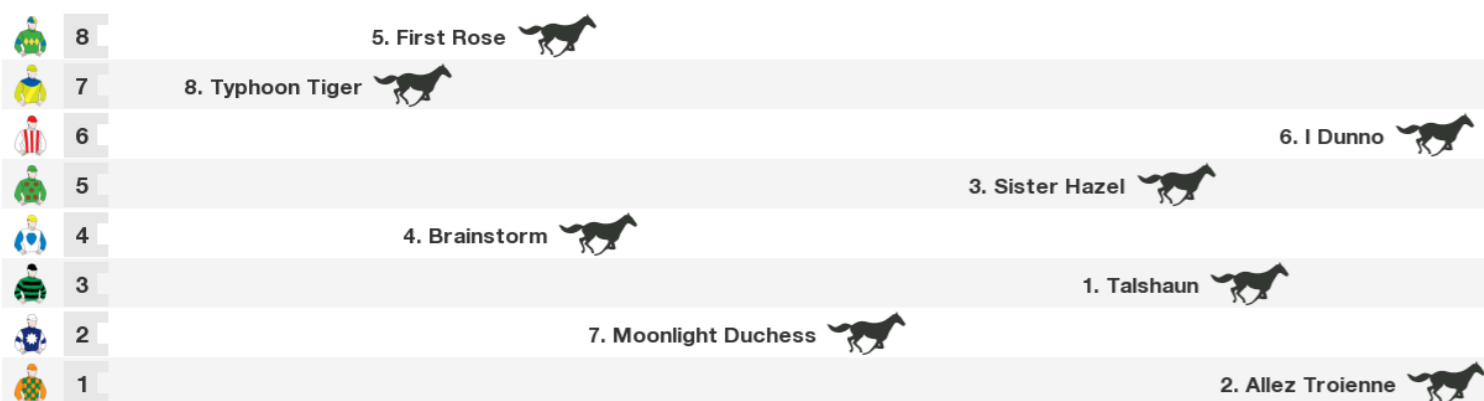 8 5. First Rose
7 8. Typhoon Tiger
6 6. I Dunno
5 3. Sister Hazel
4 4. Brainstorm
3 1. Talshaun
2 7. Moonlight Duchess
1 2. Allez Troienne